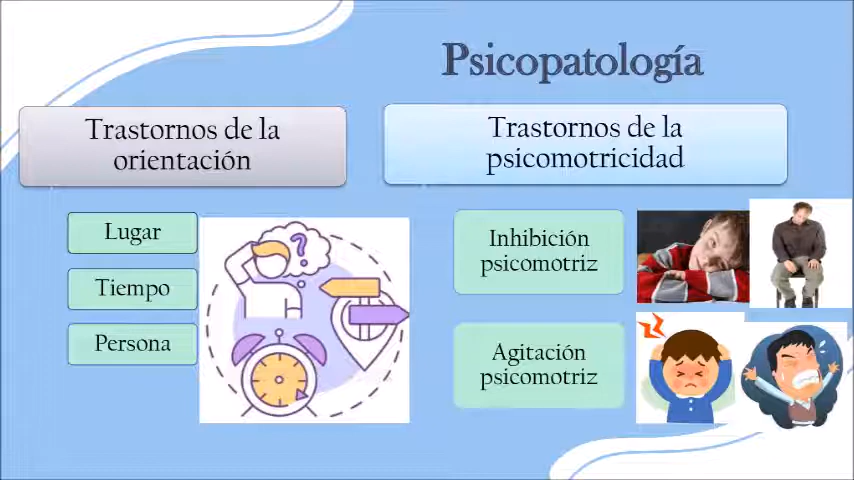 Psicopatología
Trastornos de la
orientación
Lugar
Tiempo
Persona
Trastornos de la
psicomotricidad
Inhibición
psicomotriz
Agitación
psicomotriz
?